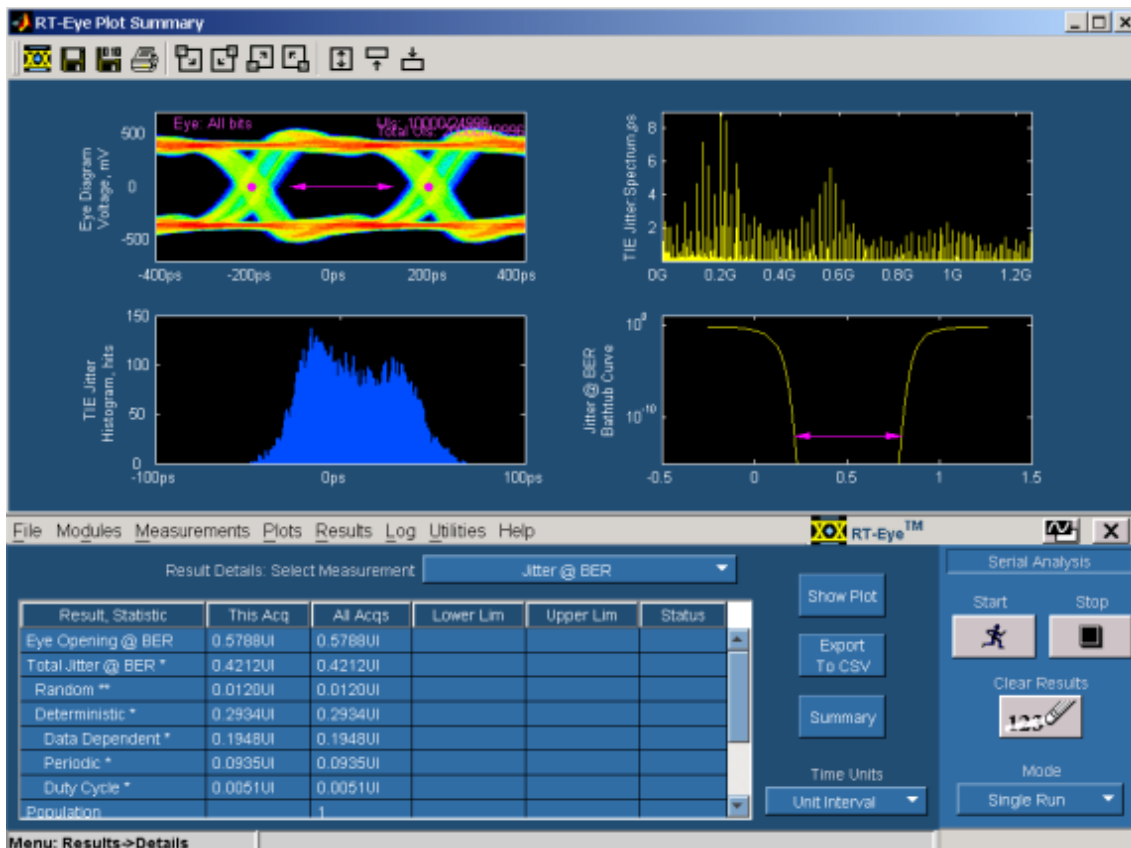 RT-Eye Plot Summary
Eye: All bits
UIs: 10000/24998
Eye Diagram
Voltage, mV
500
0
-500
-400ps -200ps 0ps 200ps 400ps
TIE Jitter Spectrum, ps
8
6
4
2
0G 0.2G 0.4G 0.6G 0.8G 1G 1.2G
TIE Jitter
Histogram, hits
150
100
50
0
-100ps 0ps 100ps
Jitter @ BER
Bathtub Curve
10^0
10^-10
-0.5 0 0.5 1 1.5
File Modules Measurements Plots Results Log Utilities Help
RT-Eye™
Result Details: Select Measurement Jitter @ BER
Result, Statistic This Acq All Acqs Lower Lim Upper Lim Status
Eye Opening @ BER 0.5788UI 0.5788UI
Total Jitter @ BER * 0.4212UI 0.4212UI
Random ** 0.0120UI 0.0120UI
Deterministic * 0.2934UI 0.2934UI
Data Dependent * 0.1948UI 0.1948UI
Periodic * 0.0935UI 0.0935UI
Duty Cycle * 0.0051UI 0.0051UI
Population 1
Show Plot
Export
To CSV
Summary
Time Units
Unit Interval
Serial Analysis
Start Stop
Clear Results
123
Mode
Single Run
Menu: Results->Details